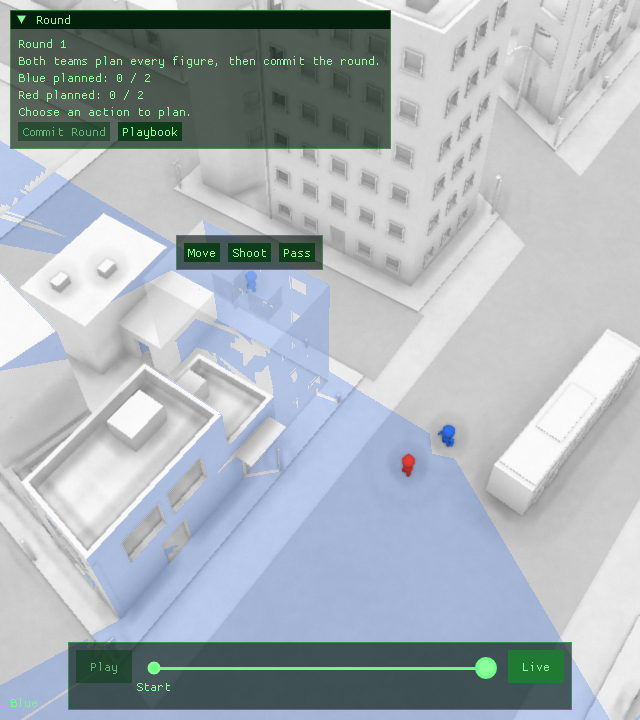 Round
Round 1
Both teams plan every figure, then commit the round.
Blue planned: 0 / 2
Red planned: 0 / 2
Choose an action to plan.
Commit Round Playbook
Move Shoot Pass
Play Live
Start
Blue